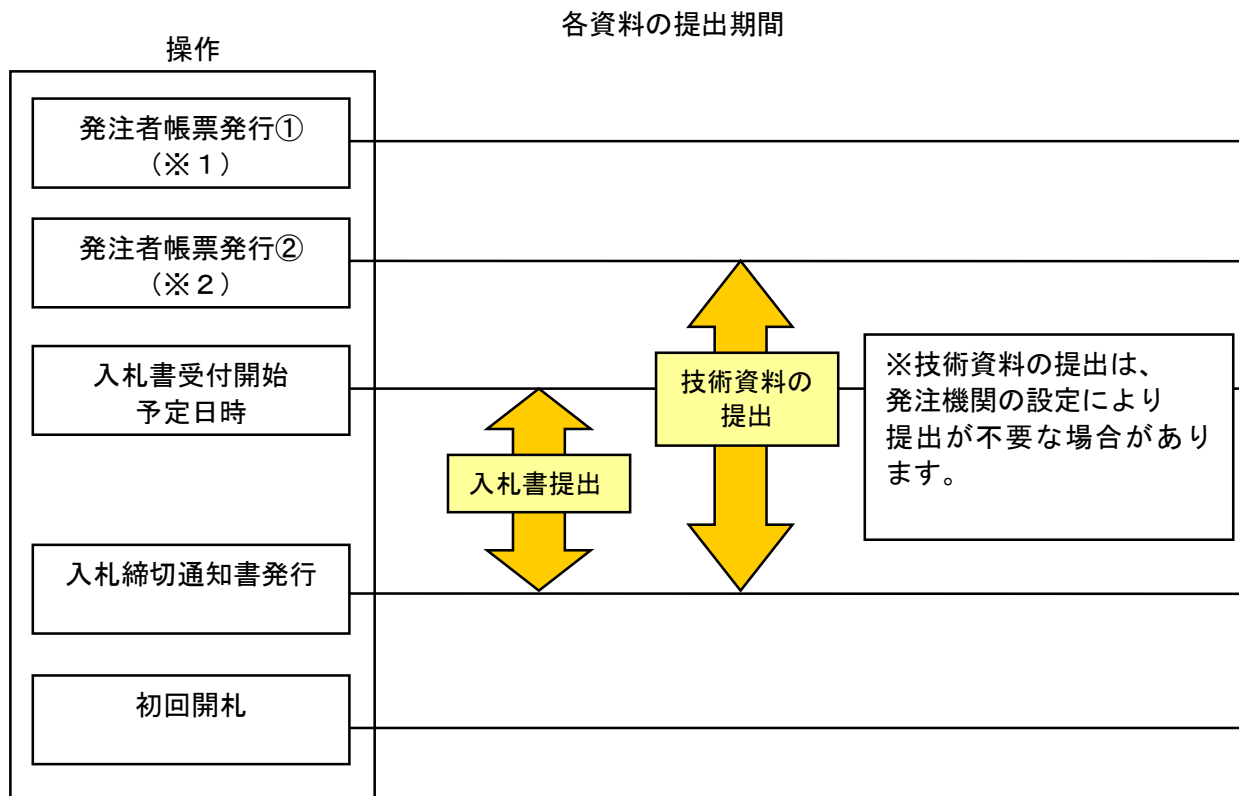 各資料の提出期間
操作
発注者帳票発行①
(※１)
発注者帳票発行②
(※２)
入札書受付開始
予定日時
技術資料の
提出
※技術資料の提出は、
発注機関の設定により
提出が不要な場合があり
ます。
入札書提出
入札締切通知書発行
初回開札